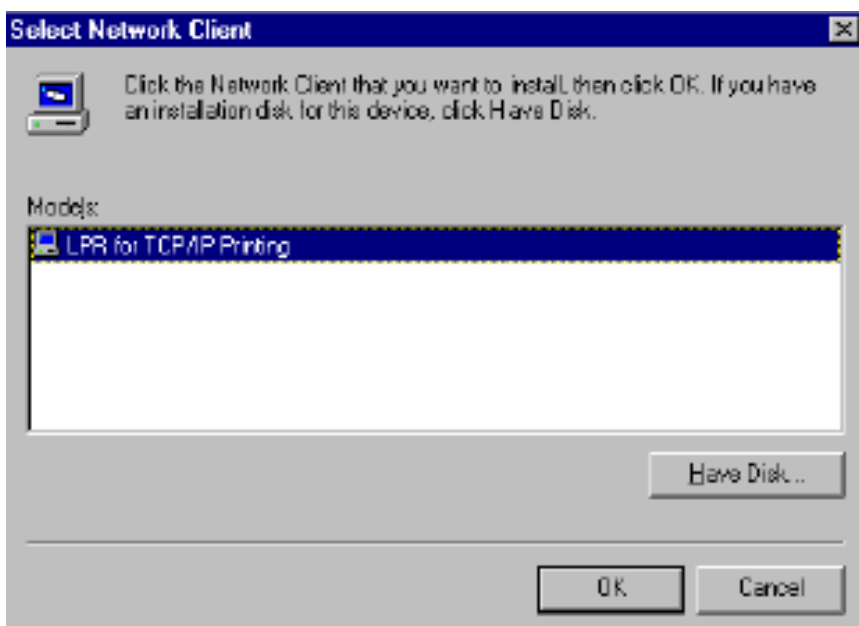 Select Network Client
Click the Network Client that you want to install, then click OK. If you have
an installation disk for this device, click Have Disk.
Models:
LPR for TCP/IP Printing
Have Disk...
OK
Cancel